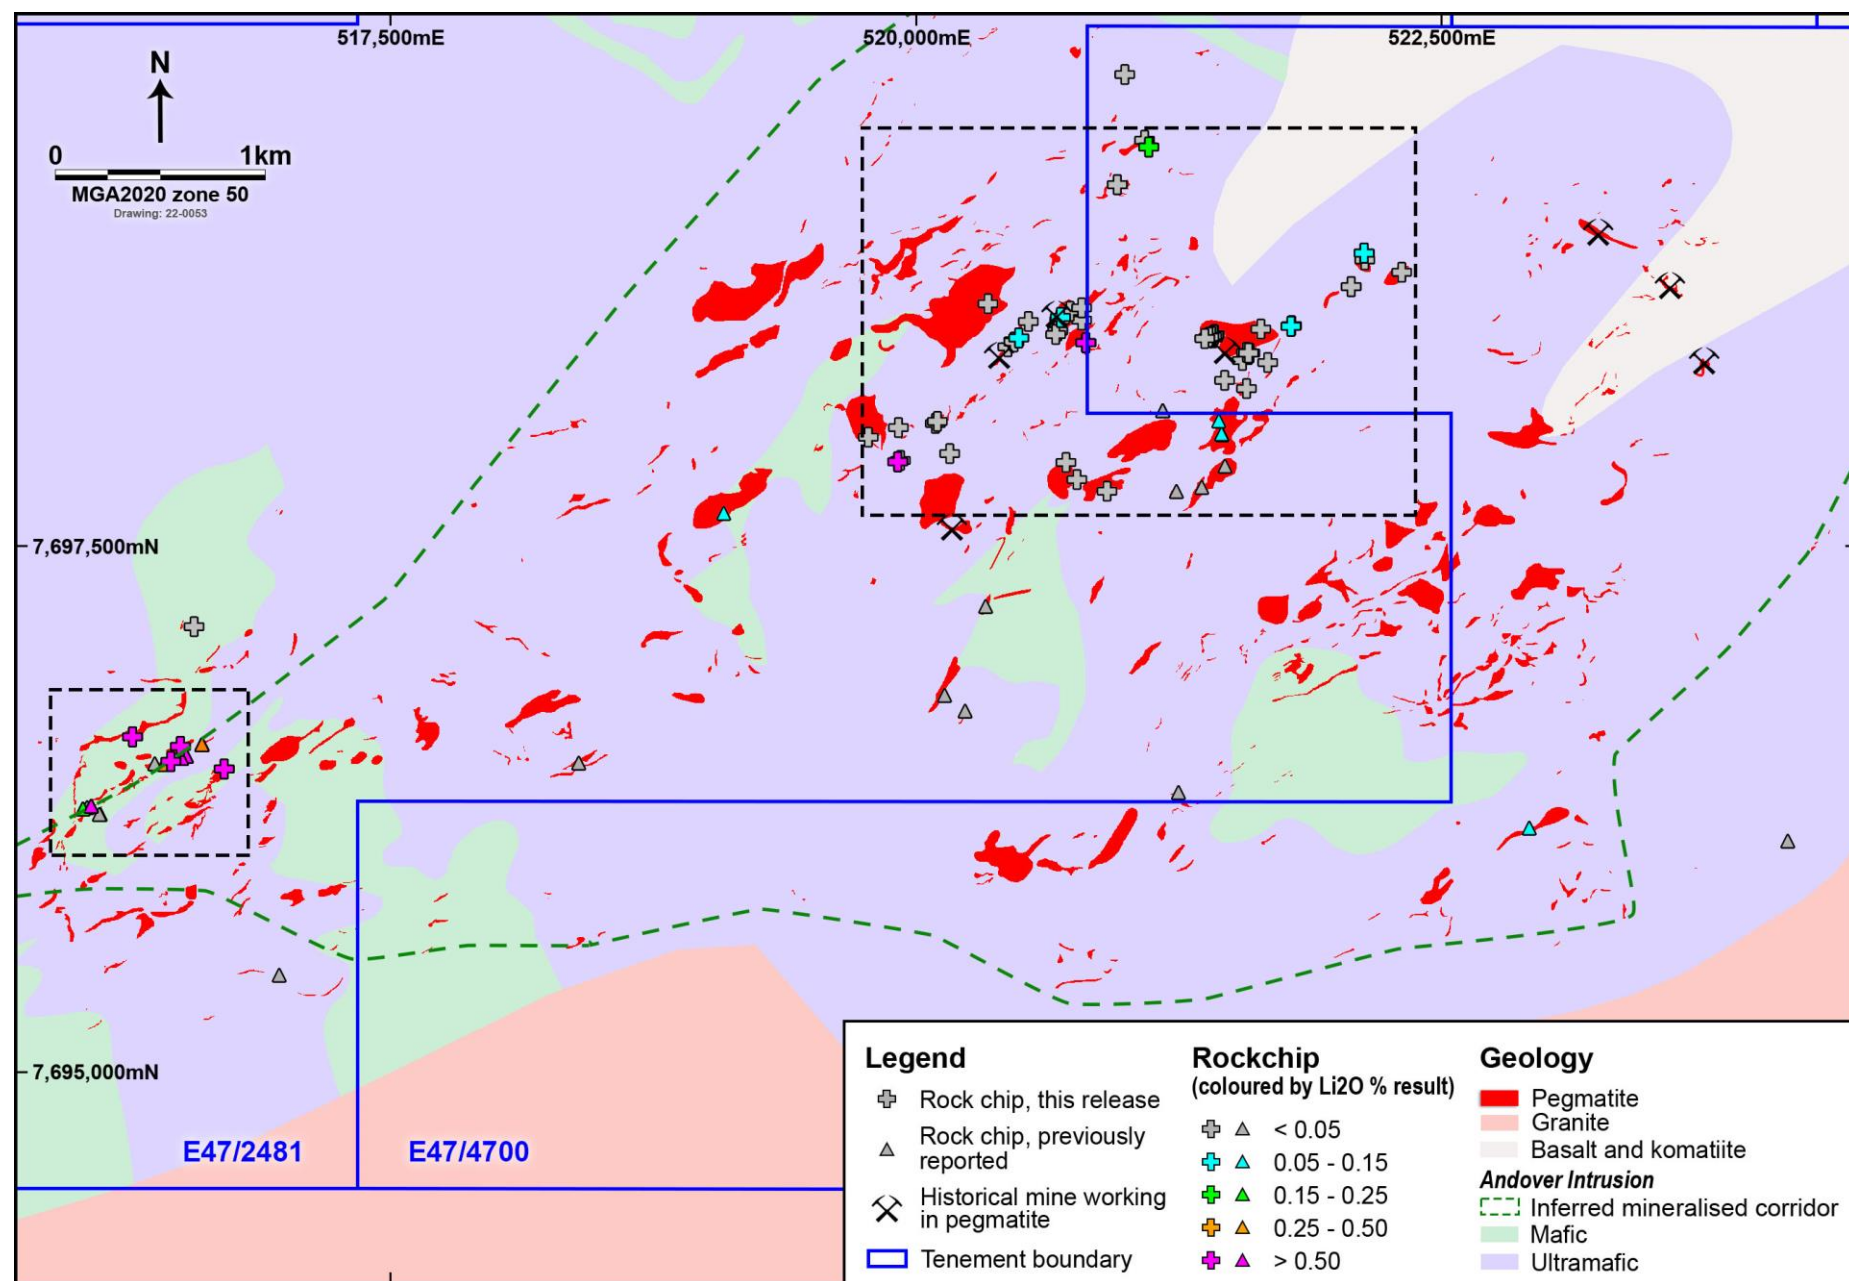 517,500mE
520,000mE
522,500mE
N
0 1km
MGA2020 zone 50
Drawing: 22-0053
7,697,500mN
7,695,000mN
E47/2481
E47/4700
Legend
Rock chip, this release
Rock chip, previously
reported
Historical mine working
in pegmatite
Tenement boundary
Rockchip
(coloured by Li2O % result)
< 0.05
0.05 - 0.15
0.15 - 0.25
0.25 - 0.50
> 0.50
Geology
Pegmatite
Granite
Basalt and komatiite
Andover Intrusion
Inferred mineralised corridor
Mafic
Ultramafic